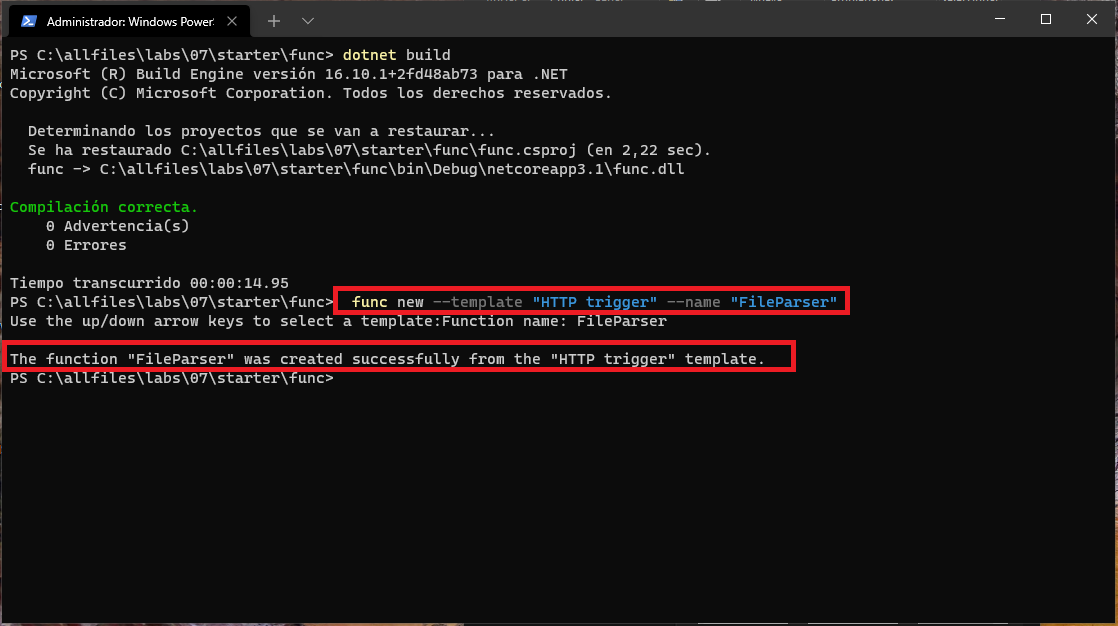 Administrador: Windows Power
PS C:\allfiles\labs\07\starter\func> dotnet build
Microsoft (R) Build Engine versión 16.10.1+2fd48ab73 para .NET
Copyright (C) Microsoft Corporation. Todos los derechos reservados.
Determinando los proyectos que se van a restaurar...
Se ha restaurado C:\allfiles\labs\07\starter\func\func.csproj (en 2,22 sec).
func -> C:\allfiles\labs\07\starter\func\bin\Debug\netcoreapp3.1\func.dll
Compilación correcta.
0 Advertencia(s)
0 Errores
Tiempo transcurrido 00:00:14.95
PS C:\allfiles\labs\07\starter\func>  func new --template "HTTP trigger" --name "FileParser"
Use the up/down arrow keys to select a template:Function name: FileParser
The function "FileParser" was created successfully from the "HTTP trigger" template.
PS C:\allfiles\labs\07\starter\func>